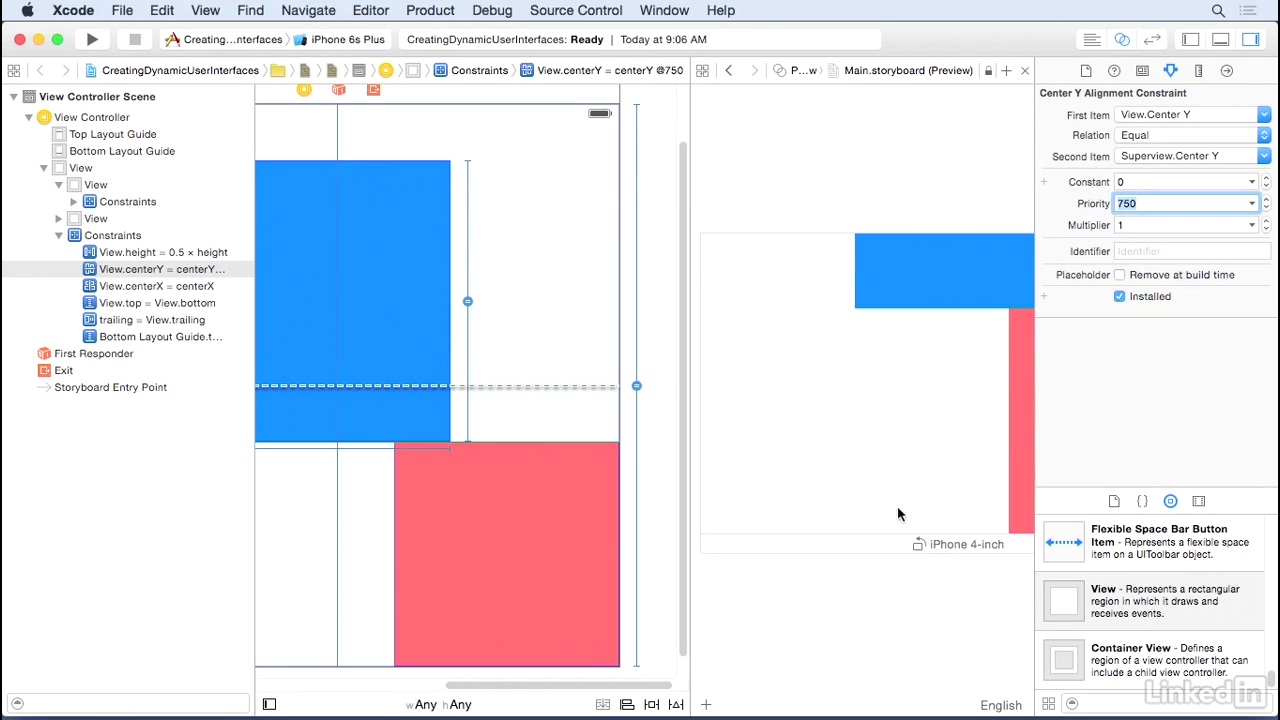 Xcode File Edit View Find Navigate Editor Product Debug Source Control Window Help
Creating...nterfaces iPhone 6s Plus
CreatingDynamicUserInterfaces: Ready | Today at 9:06 AM
CreatingDynamicUserInterfaces Constraints View.centerY = centerY @750
P...w Main.storyboard (Preview)
View Controller Scene
View Controller
Top Layout Guide
Bottom Layout Guide
View
View
Constraints
View
Constraints
View.height = 0.5 × height
View.centerY = centerY...
View.centerX = centerX
View.top = View.bottom
trailing = View.trailing
Bottom Layout Guide.t...
First Responder
Exit
Storyboard Entry Point
wAny hAny
iPhone 4-inch
English
Center Y Alignment Constraint
First Item View.Center Y
Relation Equal
Second Item Superview.Center Y
Constant 0
Priority 750
Multiplier 1
Identifier Identifier
Placeholder Remove at build time
Installed
Flexible Space Bar Button
Item - Represents a flexible space
item on a UIToolbar object.
View - Represents a rectangular
region in which it draws and
receives events.
Container View - Defines a
region of a view controller that can
include a child view controller.
LinkedIn